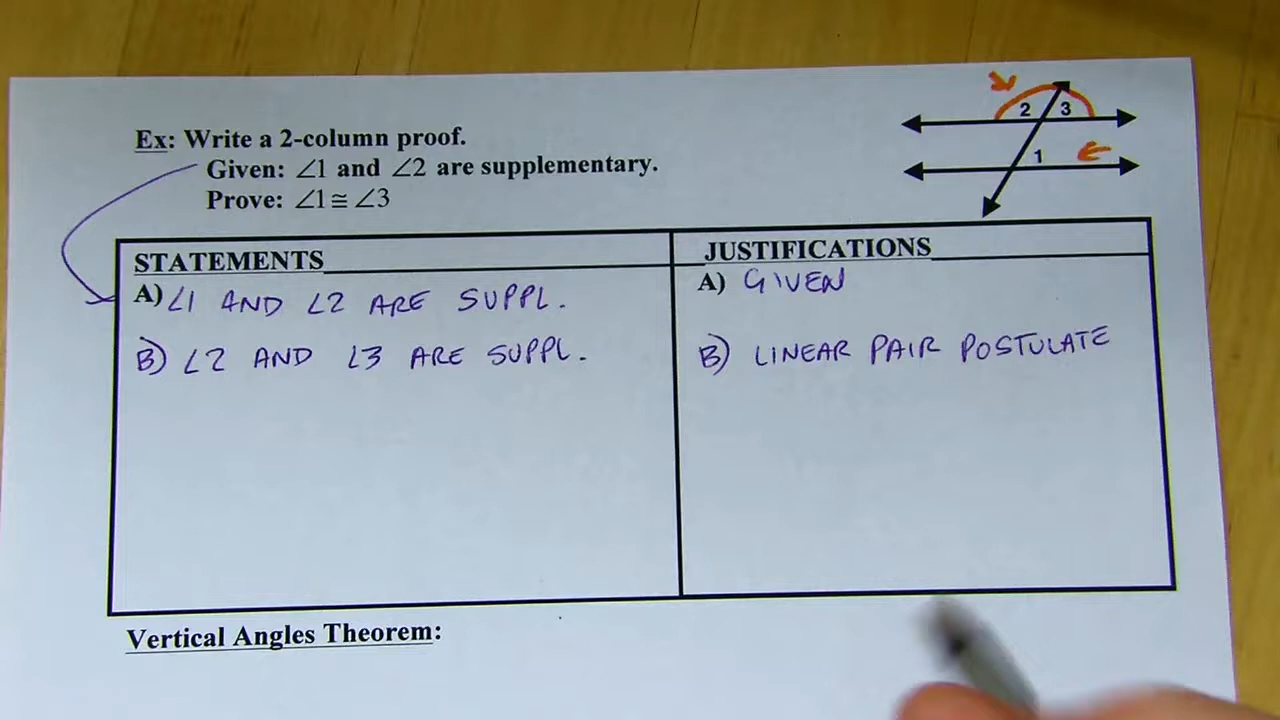 Ex: Write a 2-column proof.
Given: ∠1 and ∠2 are supplementary.
Prove: ∠1 ≅ ∠3
2 3
1
STATEMENTS
JUSTIFICATIONS
A) ∠1 AND ∠2 ARE SUPPL.
A) GIVEN
B) ∠2 AND ∠3 ARE SUPPL.
B) LINEAR PAIR POSTULATE
Vertical Angles Theorem: